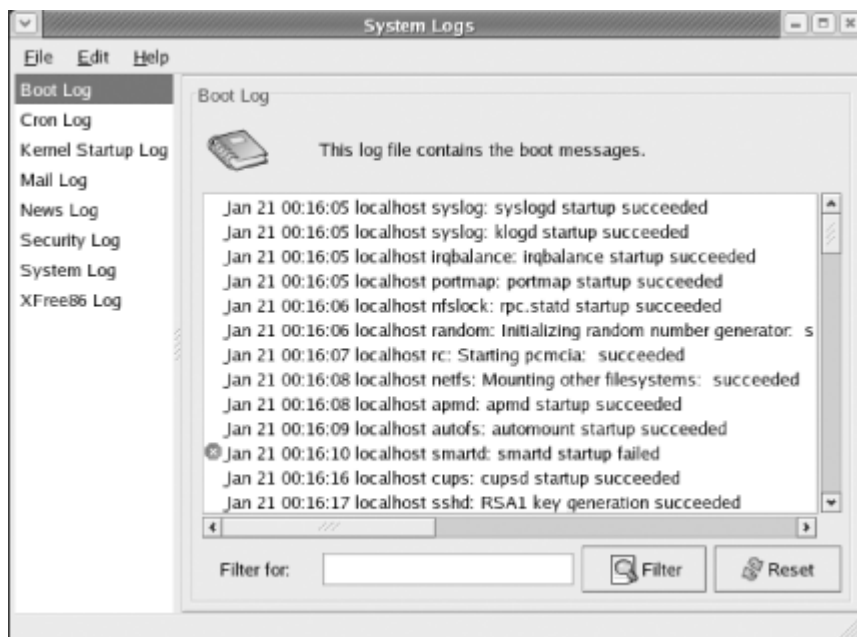 System Logs
File Edit Help
Boot Log
Cron Log
Kernel Startup Log
Mail Log
News Log
Security Log
System Log
XFree86 Log
Boot Log
This log file contains the boot messages.
Jan 21 00:16:05 localhost syslog: syslogd startup succeeded
Jan 21 00:16:05 localhost syslog: klogd startup succeeded
Jan 21 00:16:05 localhost irqbalance: irqbalance startup succeeded
Jan 21 00:16:05 localhost portmap: portmap startup succeeded
Jan 21 00:16:06 localhost nfslock: rpc.statd startup succeeded
Jan 21 00:16:06 localhost random: Initializing random number generator: s
Jan 21 00:16:07 localhost rc: Starting pcmcia: succeeded
Jan 21 00:16:08 localhost netfs: Mounting other filesystems: succeeded
Jan 21 00:16:08 localhost apmd: apmd startup succeeded
Jan 21 00:16:09 localhost autofs: automount startup succeeded
Jan 21 00:16:10 localhost smartd: smartd startup failed
Jan 21 00:16:16 localhost cups: cupsd startup succeeded
Jan 21 00:16:17 localhost sshd: RSA1 key generation succeeded
Filter for: Filter Reset